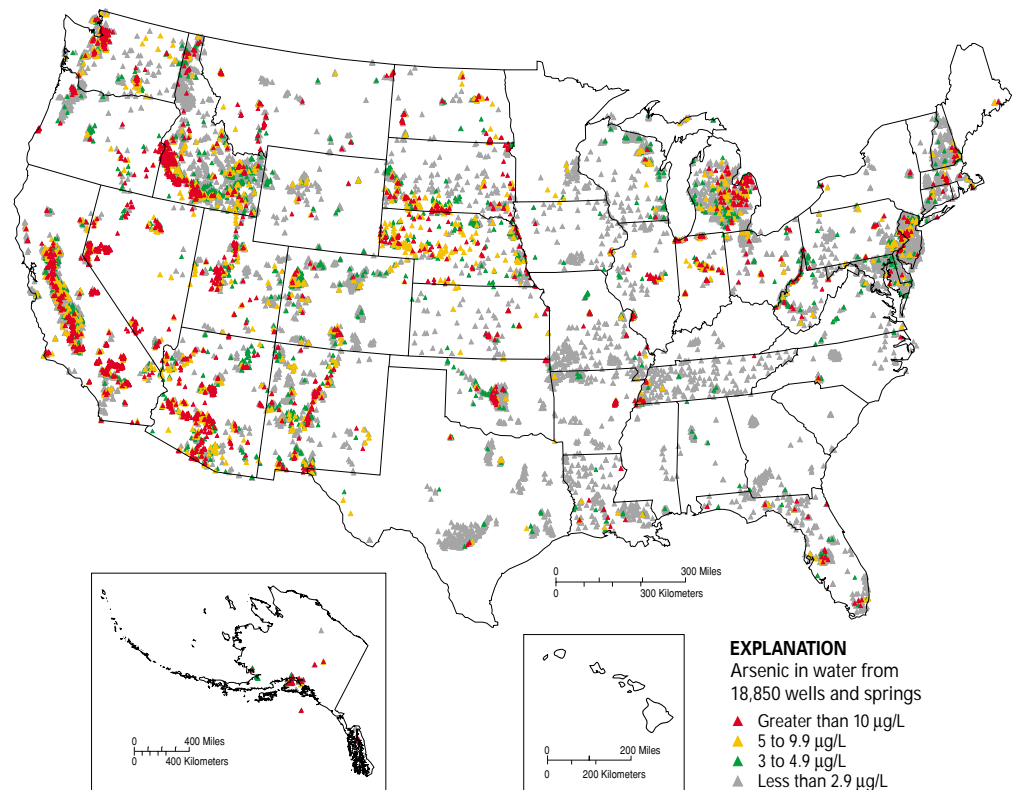 0 300 Miles
0 300 Kilometers
0 400 Miles
0 400 Kilometers
0 200 Miles
0 200 Kilometers
EXPLANATION
Arsenic in water from
18,850 wells and springs
Greater than 10 µg/L
5 to 9.9 µg/L
3 to 4.9 µg/L
Less than 2.9 µg/L